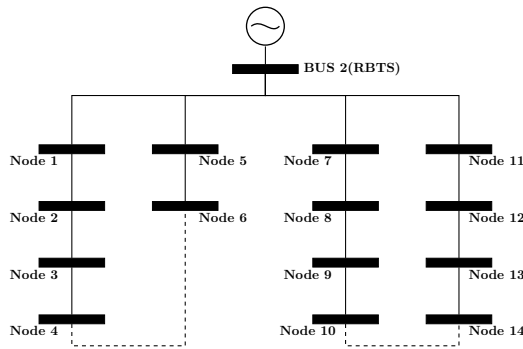 BUS 2(RBTS)
Node 1
Node 5
Node 7
Node 11
Node 2
Node 6
Node 8
Node 12
Node 3
Node 9
Node 13
Node 4
Node 10
Node 14